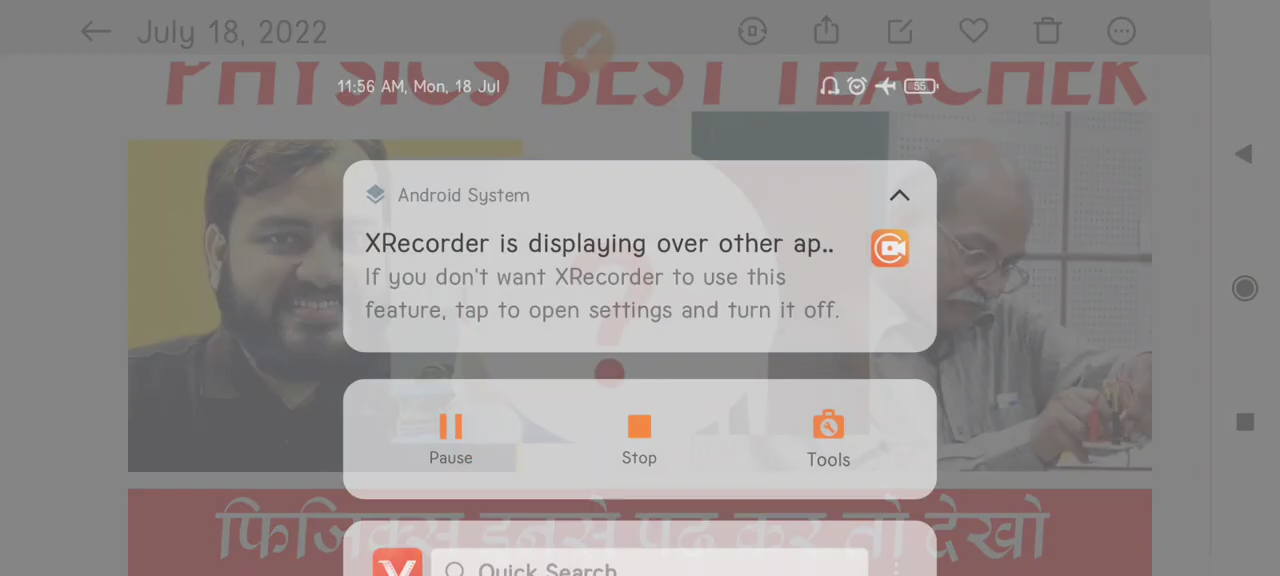 July 18, 2022
PHYSICS BEST TEACHER
11:56 AM, Mon, 18 Jul
55
Android System
XRecorder is displaying over other ap..
If you don't want XRecorder to use this
feature, tap to open settings and turn it off.
?
Pause
Stop
Tools
फिजिक्स इनसे पढ कर तो देखो
Quick Search